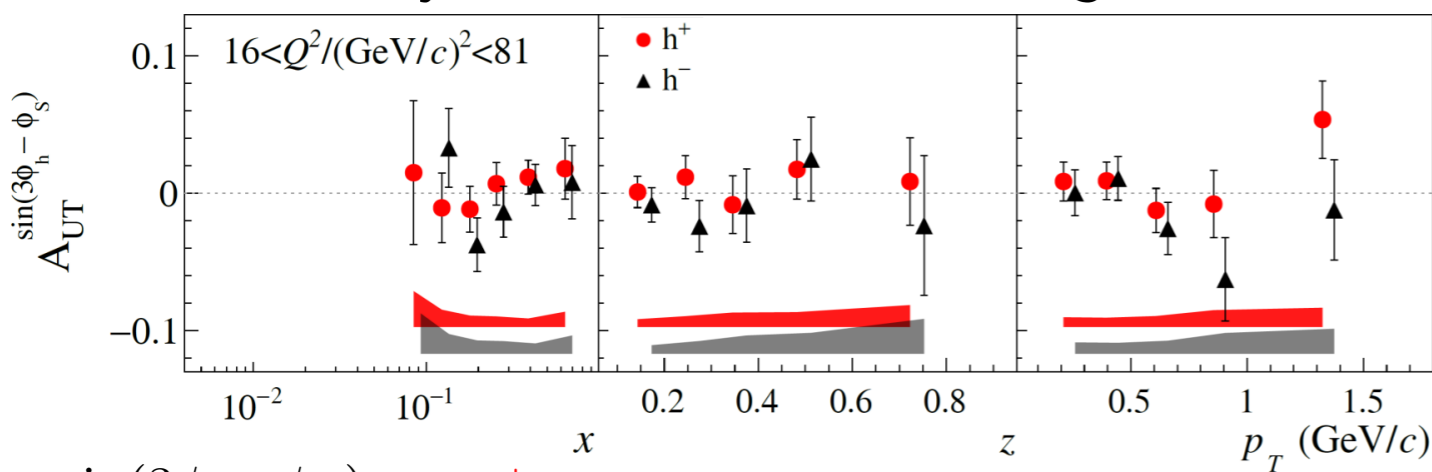 16<Q²/(GeV/c)²<81
h⁺
h⁻
A_UT^sin(3ϕ_h − ϕ_S)
0.1
0
−0.1
10⁻² 10⁻¹
0.2 0.4 0.6 0.8
0.5 1 1.5
x
z
p_T (GeV/c)